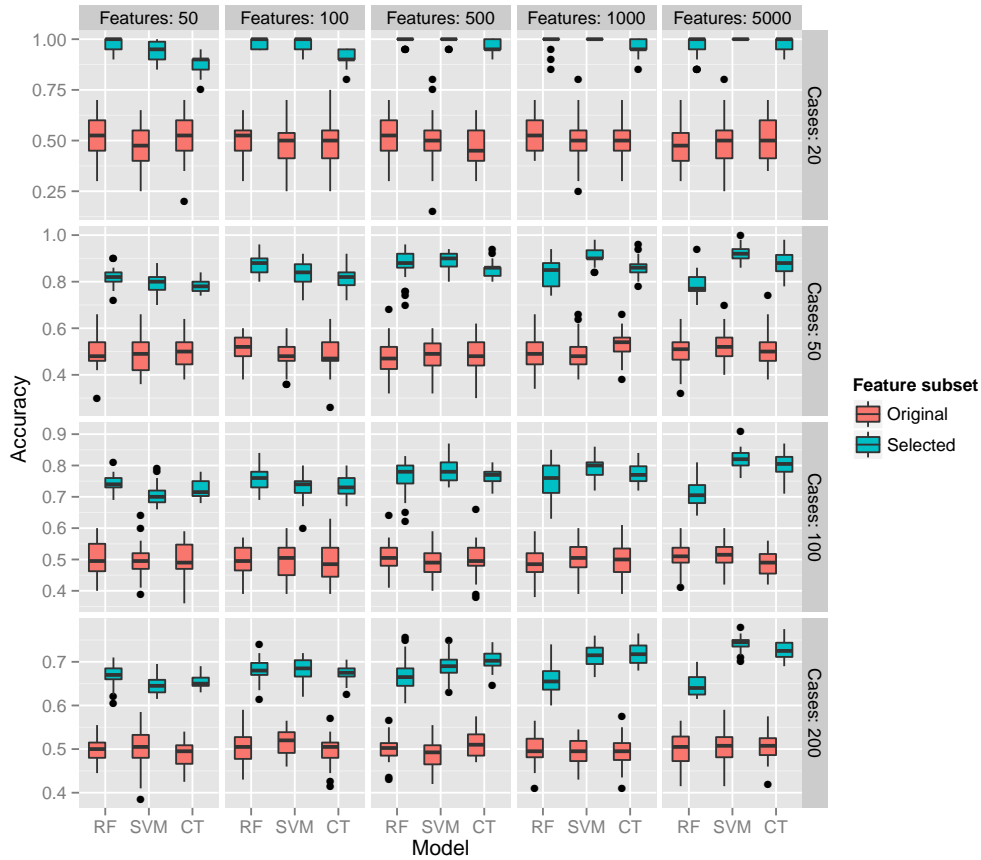 Features: 50
Features: 100
Features: 500
Features: 1000
Features: 5000
1.00
0.75
0.50
0.25
Cases: 20
1.0
0.8
0.6
0.4
Cases: 50
0.9
0.8
0.7
0.6
0.5
0.4
Cases: 100
0.7
0.6
0.5
0.4
Cases: 200
Accuracy
RF SVM CT
RF SVM CT
RF SVM CT
RF SVM CT
RF SVM CT
Model
Feature subset
Original
Selected